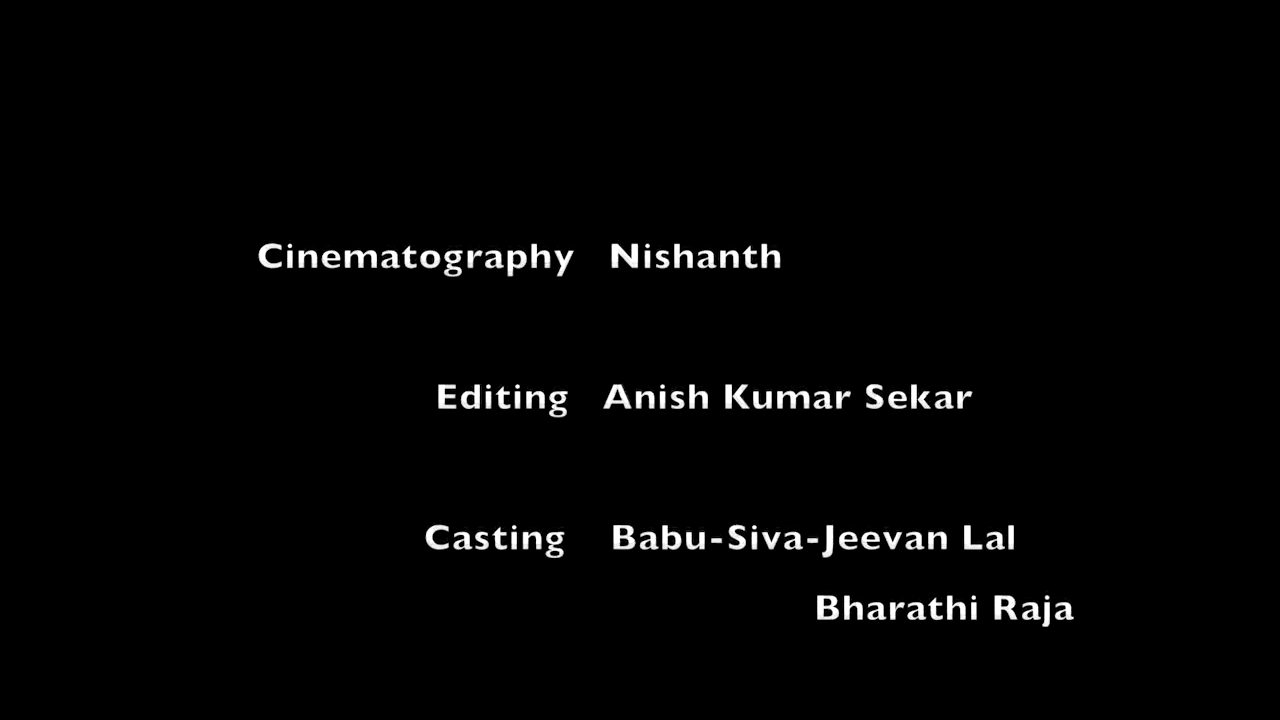 Cinematography Nishanth
Editing Anish Kumar Sekar
Casting Babu-Siva-Jeevan Lal
Bharathi Raja